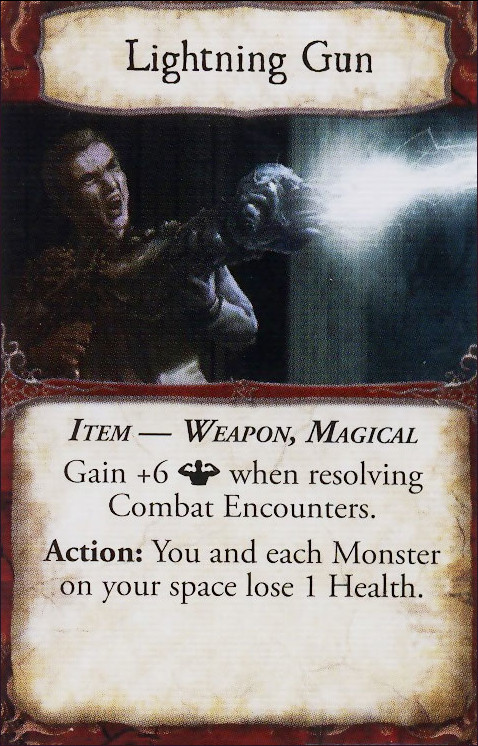 Lightning Gun
ITEM — WEAPON, MAGICAL
Gain +6 when resolving
Combat Encounters.
Action: You and each Monster
on your space lose 1 Health.